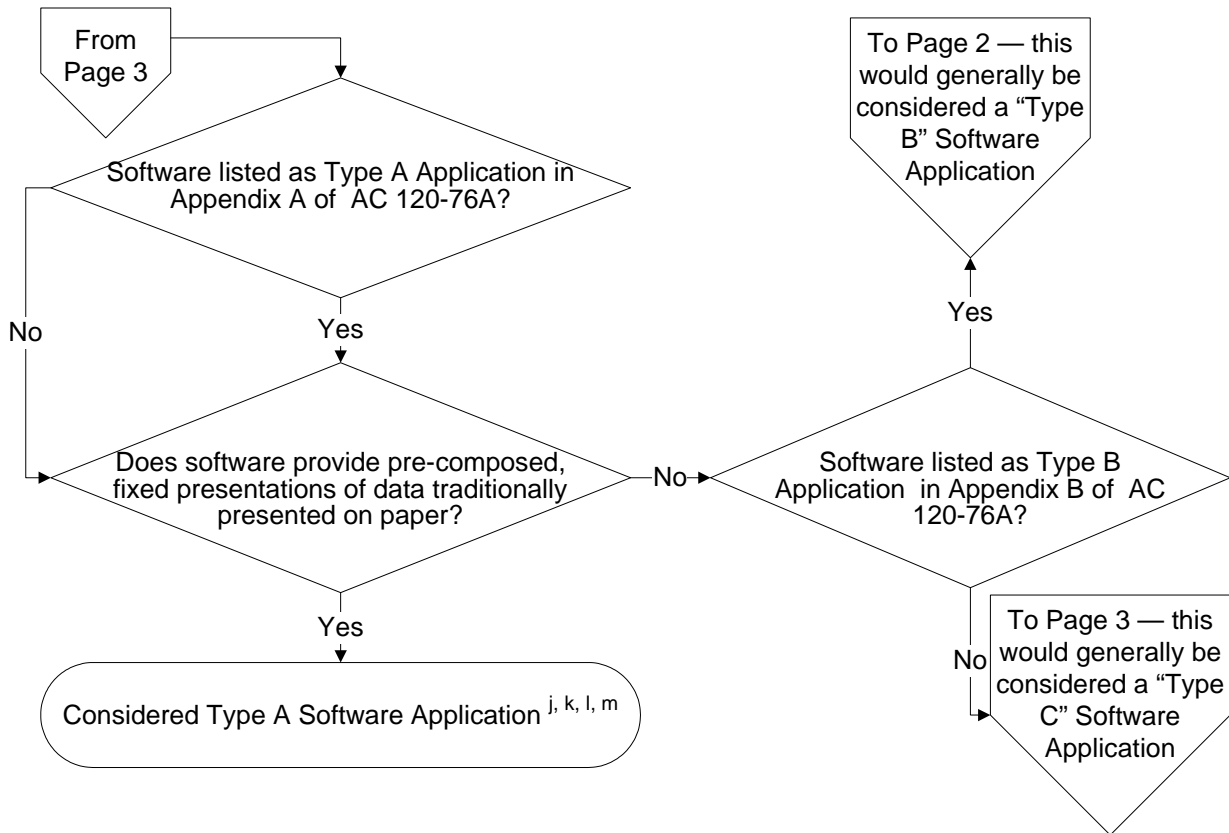 From
Page 3
Software listed as Type A Application in
Appendix A of AC 120-76A?
No
Yes
Does software provide pre-composed,
fixed presentations of data traditionally
presented on paper?
Yes
Considered Type A Software Application j, k, l, m
No
Software listed as Type B
Application in Appendix B of AC
120-76A?
Yes
To Page 2 — this
would generally be
considered a “Type
B” Software
Application
No
To Page 3 — this
would generally be
considered a “Type
C” Software
Application